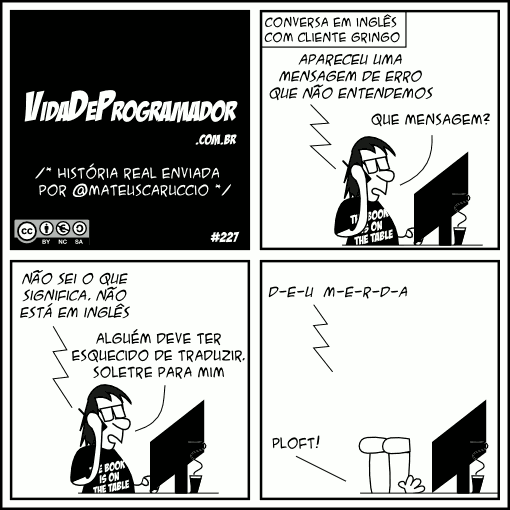 VidaDeProgramador
.com.br
/* HISTÓRIA REAL ENVIADA
POR @MATEUSCARUCCIO */
cc
BY NC SA
#227
CONVERSA EM INGLÊS
COM CLIENTE GRINGO
APARECEU UMA
MENSAGEM DE ERRO
QUE NÃO ENTENDEMOS
QUE MENSAGEM?
THE BOOK
IS ON
THE TABLE
NÃO SEI O QUE
SIGNIFICA. NÃO
ESTÁ EM INGLÊS
ALGUÉM DEVE TER
ESQUECIDO DE TRADUZIR.
SOLETRE PARA MIM
THE BOOK
IS ON
THE TABLE
D-E-U M-E-R-D-A
PLOFT!